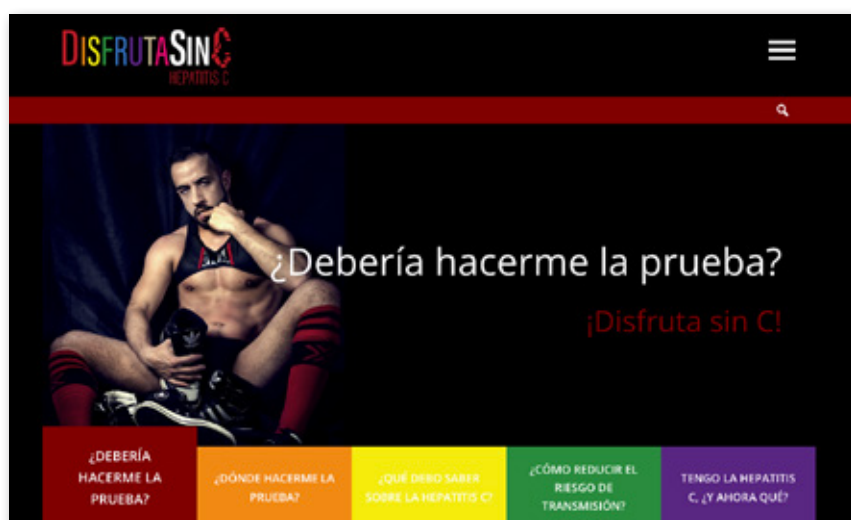 DISFRUTASINC
HEPATITIS C
¿Debería hacerme la prueba?
¡Disfruta sin C!
¿DEBERÍA
HACERME LA
PRUEBA?
¿DÓNDE HACERME LA
PRUEBA?
¿QUÉ DEBO SABER
SOBRE LA HEPATITIS C?
¿CÓMO REDUCIR EL
RIESGO DE
TRANSMISIÓN?
TENGO LA HEPATITIS
C, ¿Y AHORA QUÉ?